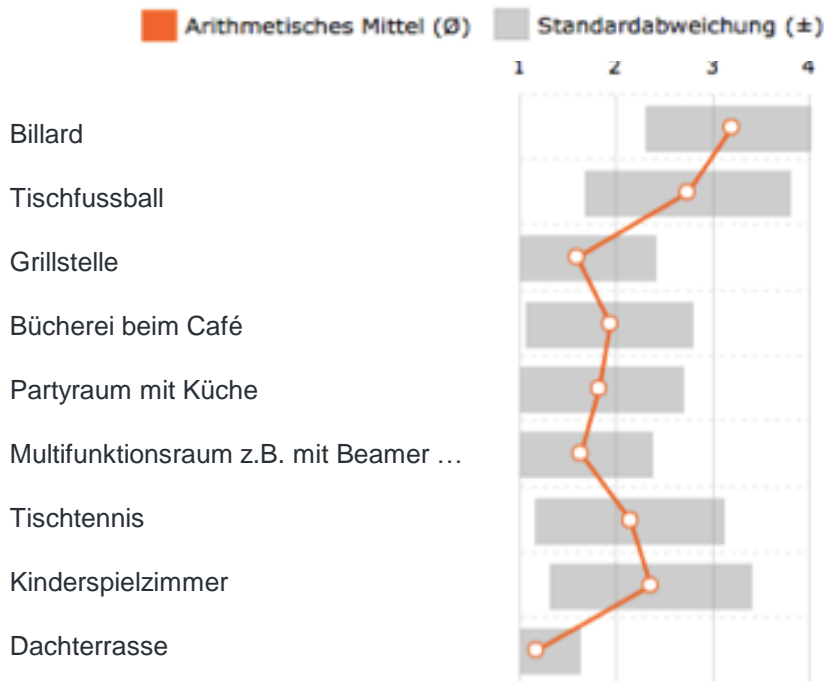 Arithmetisches Mittel (Ø) Standardabweichung (±)
1 2 3 4
Billard
Tischfussball
Grillstelle
Bücherei beim Café
Partyraum mit Küche
Multifunktionsraum z.B. mit Beamer …
Tischtennis
Kinderspielzimmer
Dachterrasse